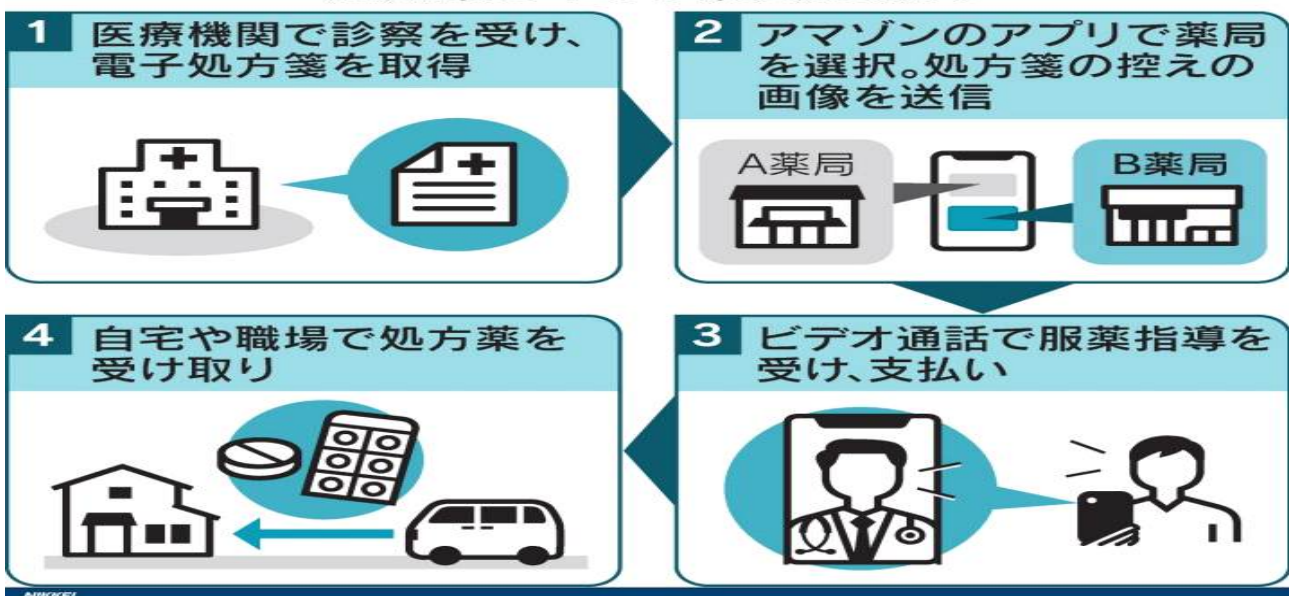 1 医療機関で診察を受け、
電子処方箋を取得
2 アマゾンのアプリで薬局
を選択。処方箋の控えの
画像を送信
A薬局
B薬局
3 ビデオ通話で服薬指導を
受け、支払い
4 自宅や職場で処方薬を
受け取り
NIKKEI